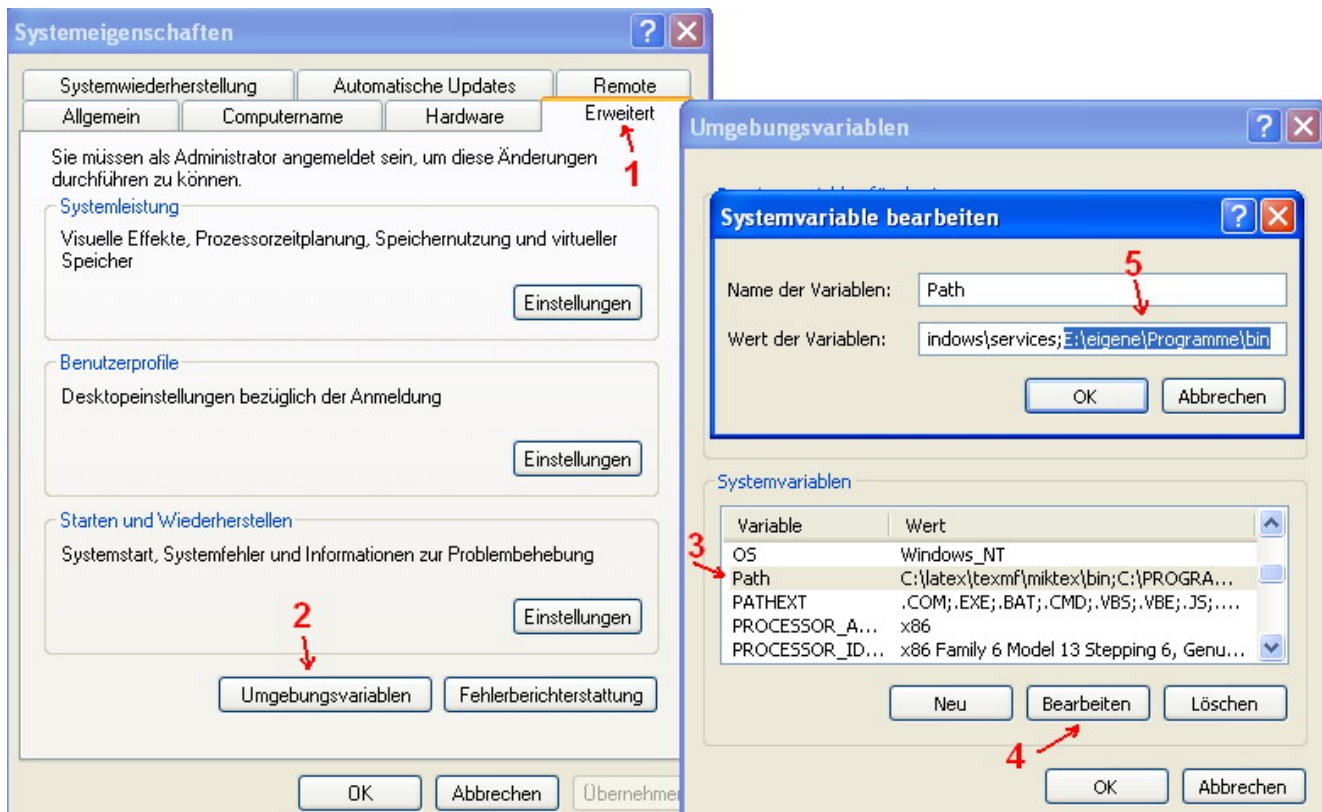 Systemeigenschaften
Systemwiederherstellung Automatische Updates Remote
Allgemein Computername Hardware Erweitert
1
Sie müssen als Administrator angemeldet sein, um diese Änderungen
durchführen zu können.
Systemleistung
Visuelle Effekte, Prozessorzeitplanung, Speichernutzung und virtueller
Speicher
Einstellungen
Benutzerprofile
Desktopeinstellungen bezüglich der Anmeldung
Einstellungen
Starten und Wiederherstellen
Systemstart, Systemfehler und Informationen zur Problembehebung
Einstellungen
2
Umgebungsvariablen Fehlerberichterstattung
OK Abbrechen Übernehmen
Umgebungsvariablen
Systemvariable bearbeiten
5
Name der Variablen: Path
Wert der Variablen: indows\services;E:\eigene\Programme\bin
OK Abbrechen
Systemvariablen
Variable Wert
OS Windows_NT
3
Path C:\latex\texmf\miktex\bin;C:\PROGRA...
PATHEXT .COM;.EXE;.BAT;.CMD;.VBS;.VBE;.JS;....
PROCESSOR_A... x86
PROCESSOR_ID... x86 Family 6 Model 13 Stepping 6, Genu...
Neu Bearbeiten Löschen
4
OK Abbrechen